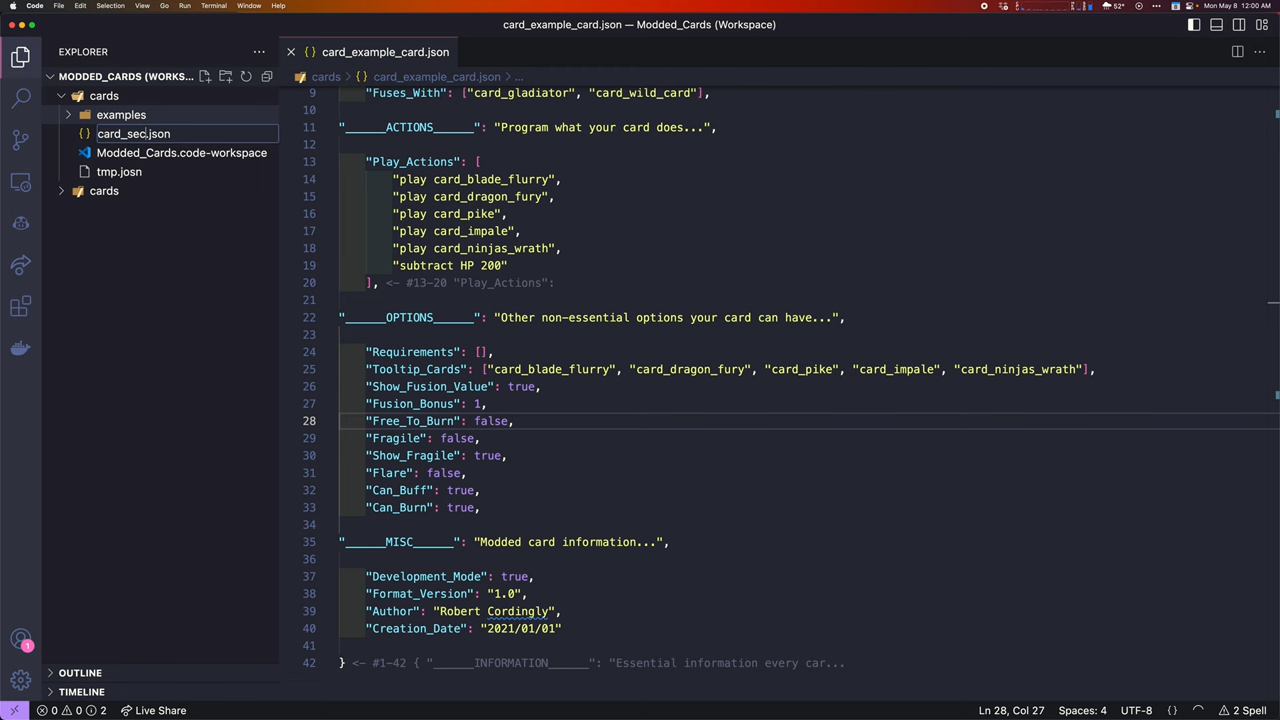 Code File Edit Selection View Go Run Terminal Window Help
52° Mon May 8 12:00 AM
card_example_card.json — Modded_Cards (Workspace)
EXPLORER
MODDED_CARDS (WORKS...
cards
examples
card_sec.json
Modded_Cards.code-workspace
tmp.josn
cards
OUTLINE
TIMELINE
card_example_card.json
cards card_example_card.json ...
9 "Fuses_With": ["card_gladiator", "card_wild_card"],
10
11 "______ACTIONS______": "Program what your card does...",
12
13 "Play_Actions": [
14 "play card_blade_flurry",
15 "play card_dragon_fury",
16 "play card_pike",
17 "play card_impale",
18 "play card_ninjas_wrath",
19 "subtract HP 200"
20 ], <- #13-20 "Play_Actions":
21
22 "______OPTIONS______": "Other non-essential options your card can have...",
23
24 "Requirements": [],
25 "Tooltip_Cards": ["card_blade_flurry", "card_dragon_fury", "card_pike", "card_impale", "card_ninjas_wrath"],
26 "Show_Fusion_Value": true,
27 "Fusion_Bonus": 1,
28 "Free_To_Burn": false,
29 "Fragile": false,
30 "Show_Fragile": true,
31 "Flare": false,
32 "Can_Buff": true,
33 "Can_Burn": true,
34
35 "______MISC______": "Modded card information...",
36
37 "Development_Mode": true,
38 "Format_Version": "1.0",
39 "Author": "Robert Cordingly",
40 "Creation_Date": "2021/01/01"
41
42 } <- #1-42 { "______INFORMATION______": "Essential information every car...
1
0 0 2 Live Share
Ln 28, Col 27 Spaces: 4 UTF-8 {} 2 Spell